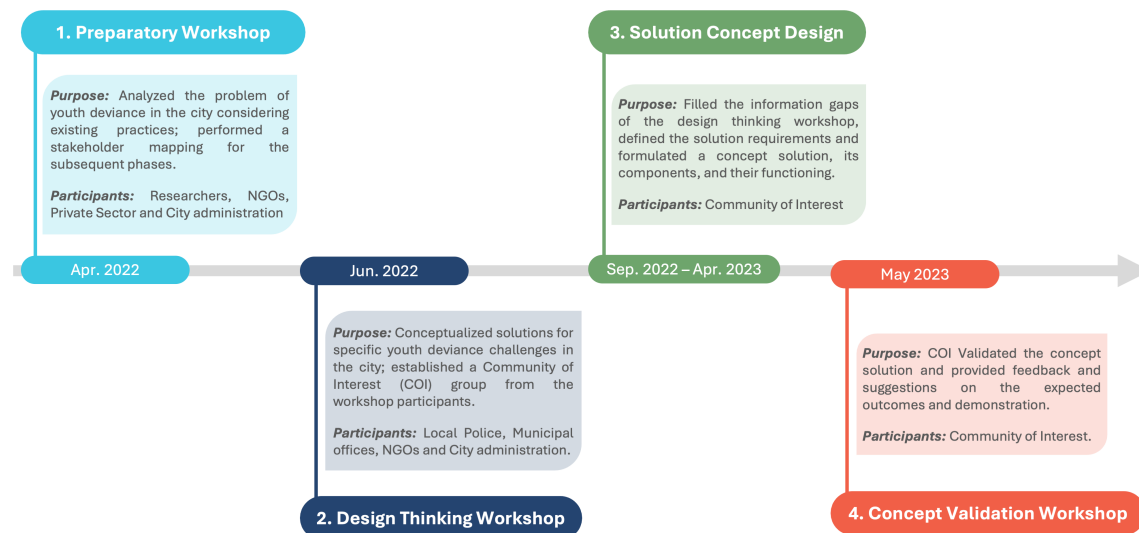 1. Preparatory Workshop
Purpose: Analyzed the problem of
youth deviance in the city considering
existing practices; performed a
stakeholder mapping for the
subsequent phases.
Participants: Researchers, NGOs,
Private Sector and City administration
Apr. 2022
Jun. 2022
Purpose: Conceptualized solutions for
specific youth deviance challenges in
the city; established a Community of
Interest (COI) group from the
workshop participants.
Participants: Local Police, Municipal
offices, NGOs and City administration.
2. Design Thinking Workshop
3. Solution Concept Design
Purpose: Filled the information gaps
of the design thinking workshop,
defined the solution requirements and
formulated a concept solution, its
components, and their functioning.
Participants: Community of Interest
Sep. 2022 – Apr. 2023
May 2023
Purpose: COI Validated the concept
solution and provided feedback and
suggestions on the expected
outcomes and demonstration.
Participants: Community of Interest.
4. Concept Validation Workshop